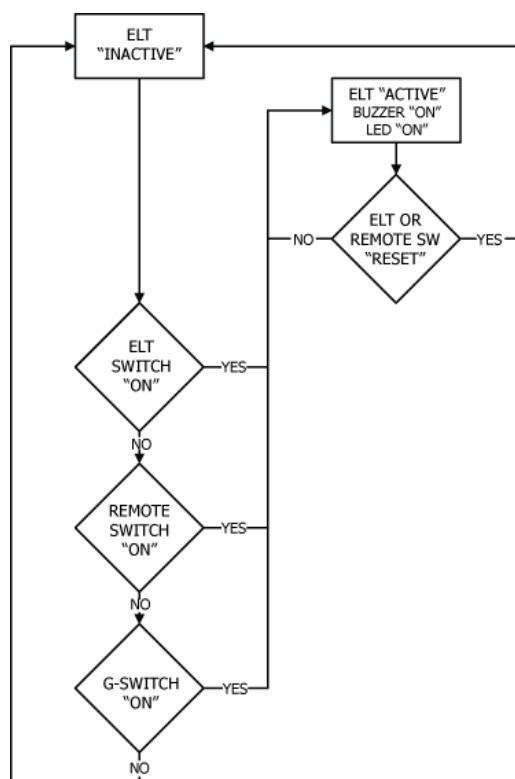 ELT
“INACTIVE”
ELT “ACTIVE”
BUZZER “ON”
LED “ON”
ELT OR
REMOTE SW
“RESET”
NO
YES
ELT
SWITCH
“ON”
YES
NO
REMOTE
SWITCH
“ON”
YES
NO
G-SWITCH
“ON”
YES
NO